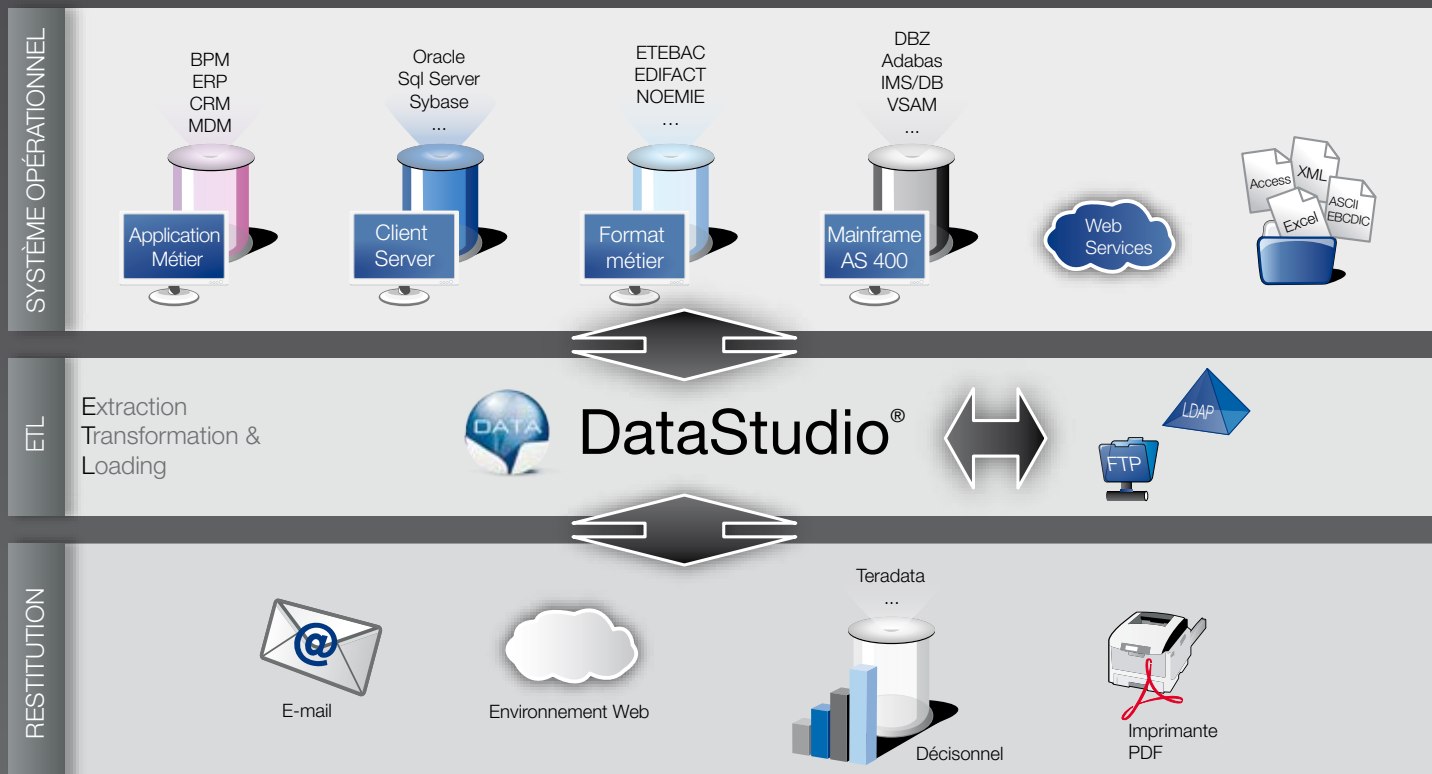 SYSTÈME OPÉRATIONNEL
BPM
ERP
CRM
MDM
Application
Métier
Oracle
Sql Server
Sybase
...
Client
Server
ETEBAC
EDIFACT
NOEMIE
...
Format
métier
DBZ
Adabas
IMS/DB
VSAM
...
Mainframe
AS 400
Web
Services
Access
XML
Excel
ASCII
EBCDIC
ETL
Extraction
Transformation &
Loading
DATA
DataStudio®
LDAP
FTP
RESTITUTION
@
E-mail
Environnement Web
Teradata
...
Décisonnel
Imprimante
PDF